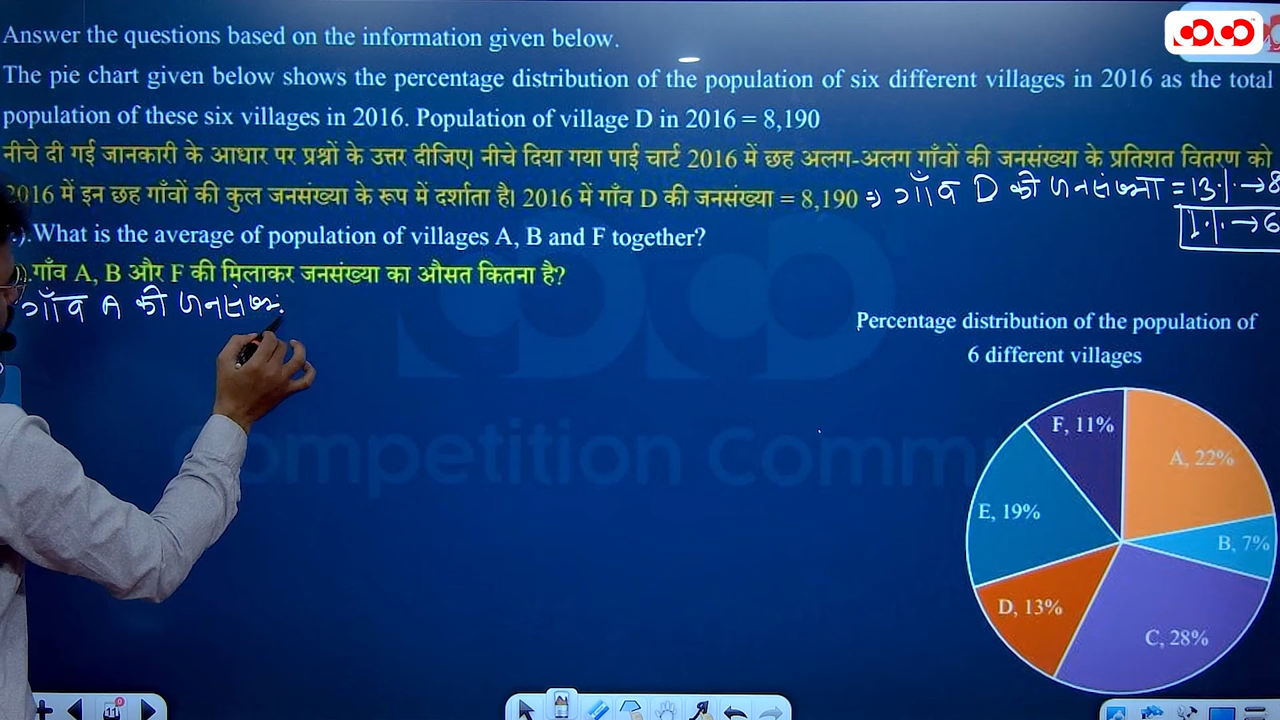 Answer the questions based on the information given below.
The pie chart given below shows the percentage distribution of the population of six different villages in 2016 as the total
population of these six villages in 2016. Population of village D in 2016 = 8,190
नीचे दी गई जानकारी के आधार पर प्रश्नों के उत्तर दीजिए। नीचे दिया गया पाई चार्ट 2016 में छह अलग-अलग गाँवों की जनसंख्या के प्रतिशत वितरण को
2016 में इन छह गाँवों की कुल जनसंख्या के रूप में दर्शाता है। 2016 में गाँव D की जनसंख्या = 8,190 ⇒ गाँव D की जनसंख्या = 13% → 8
1% → 6
).What is the average of population of villages A, B and F together?
).गाँव A, B और F की मिलाकर जनसंख्या का औसत कितना है?
गाँव A की
Percentage distribution of the population of
6 different villages
F, 11%
A, 22%
E, 19%
B, 7%
D, 13%
C, 28%
Competition Commu